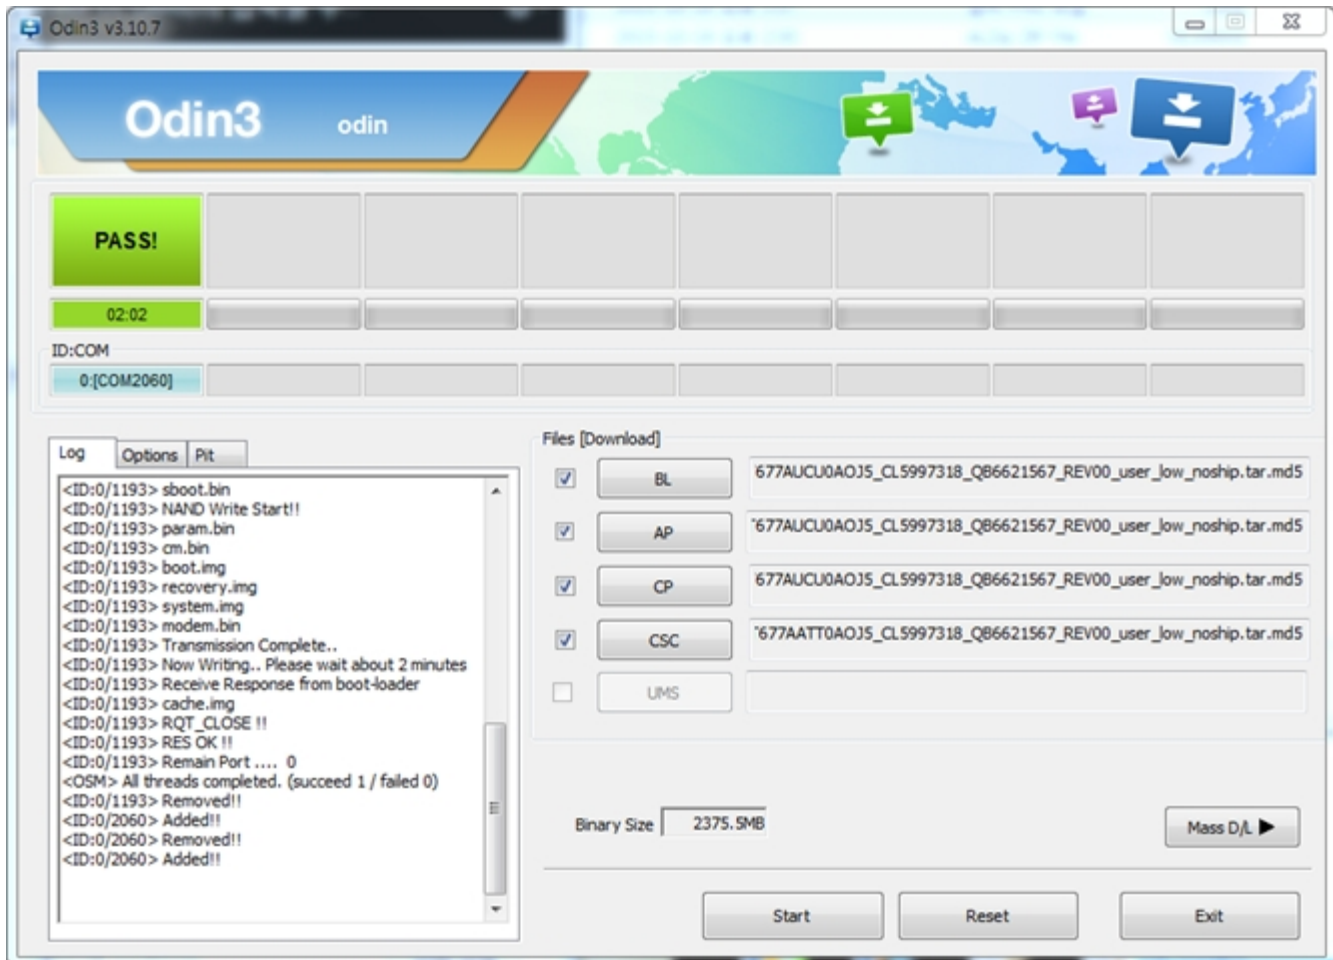 Odin3 v3.10.7
Odin3 odin
PASS!
02:02
ID:COM
0:[COM2060]
Log Options Pit
<ID:0/1193> sboot.bin
<ID:0/1193> NAND Write Start!!
<ID:0/1193> param.bin
<ID:0/1193> cm.bin
<ID:0/1193> boot.img
<ID:0/1193> recovery.img
<ID:0/1193> system.img
<ID:0/1193> modem.bin
<ID:0/1193> Transmission Complete..
<ID:0/1193> Now Writing.. Please wait about 2 minutes
<ID:0/1193> Receive Response from boot-loader
<ID:0/1193> cache.img
<ID:0/1193> RQT_CLOSE !!
<ID:0/1193> RES OK !!
<ID:0/1193> Remain Port .... 0
<OSM> All threads completed. (succeed 1 / failed 0)
<ID:0/1193> Removed!!
<ID:0/2060> Added!!
<ID:0/2060> Removed!!
<ID:0/2060> Added!!
Files [Download]
BL 677AUCU0AOJ5_CL5997318_QB6621567_REV00_user_low_noship.tar.md5
AP 677AUCU0AOJ5_CL5997318_QB6621567_REV00_user_low_noship.tar.md5
CP 677AUCU0AOJ5_CL5997318_QB6621567_REV00_user_low_noship.tar.md5
CSC 677AATT0AOJ5_CL5997318_QB6621567_REV00_user_low_noship.tar.md5
UMS
Binary Size 2375.5MB
Mass D/L
Start Reset Exit